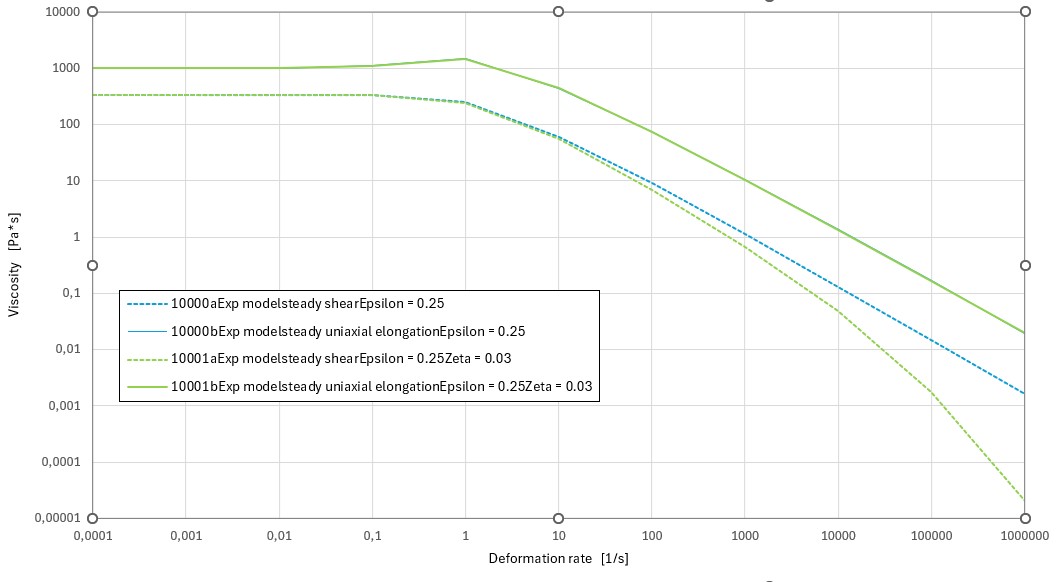 10000
1000
100
10
1
0,1
0,01
0,001
0,0001
0,00001
Viscosity [Pa*s]
10000aExp modelsteady shearEpsilon = 0.25
10000bExp modelsteady uniaxial elongationEpsilon = 0.25
10001aExp modelsteady shearEpsilon = 0.25Zeta = 0.03
10001bExp modelsteady uniaxial elongationEpsilon = 0.25Zeta = 0.03
0,0001 0,001 0,01 0,1 1 10 100 1000 10000 100000 1000000
Deformation rate [1/s]